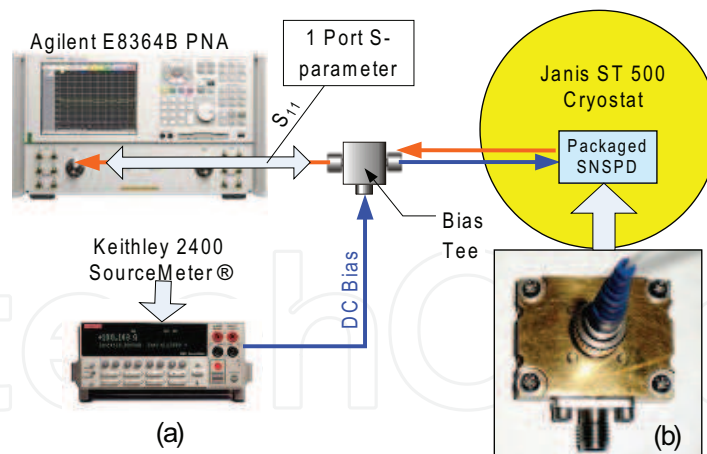 Agilent E8364B PNA
1 Port S-
parameter
S11
Janis ST 500
Cryostat
Packaged
SNSPD
Bias
Tee
Keithley 2400
SourceMeter®
DC Bias
(a)
(b)